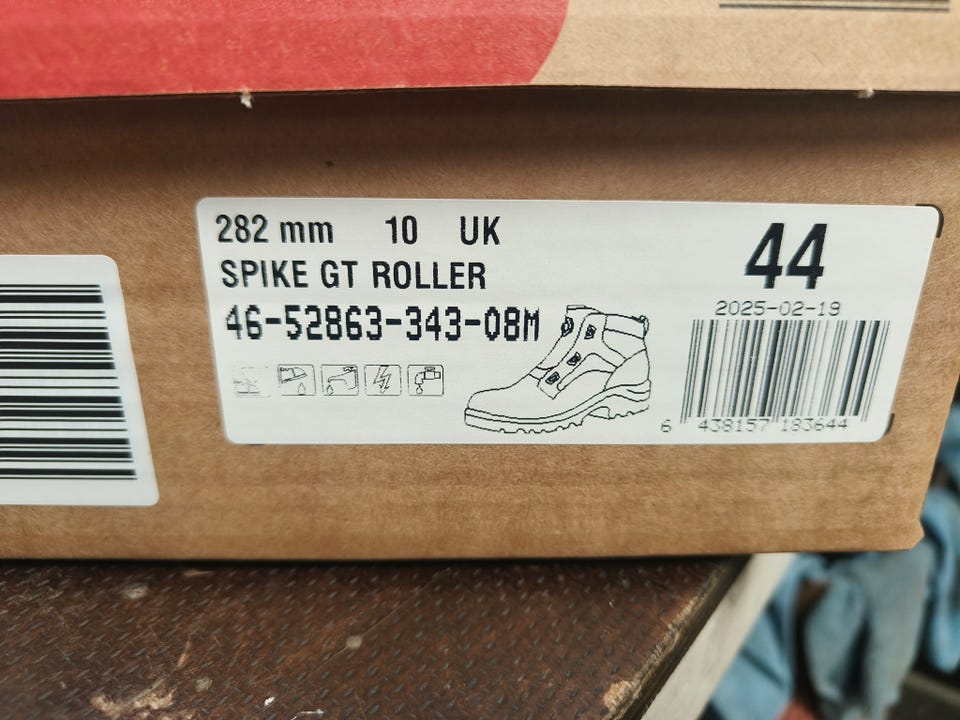 282 mm 10 UK
SPIKE GT ROLLER
46-52863-343-08M
44
2025-02-19
6 438157 183644